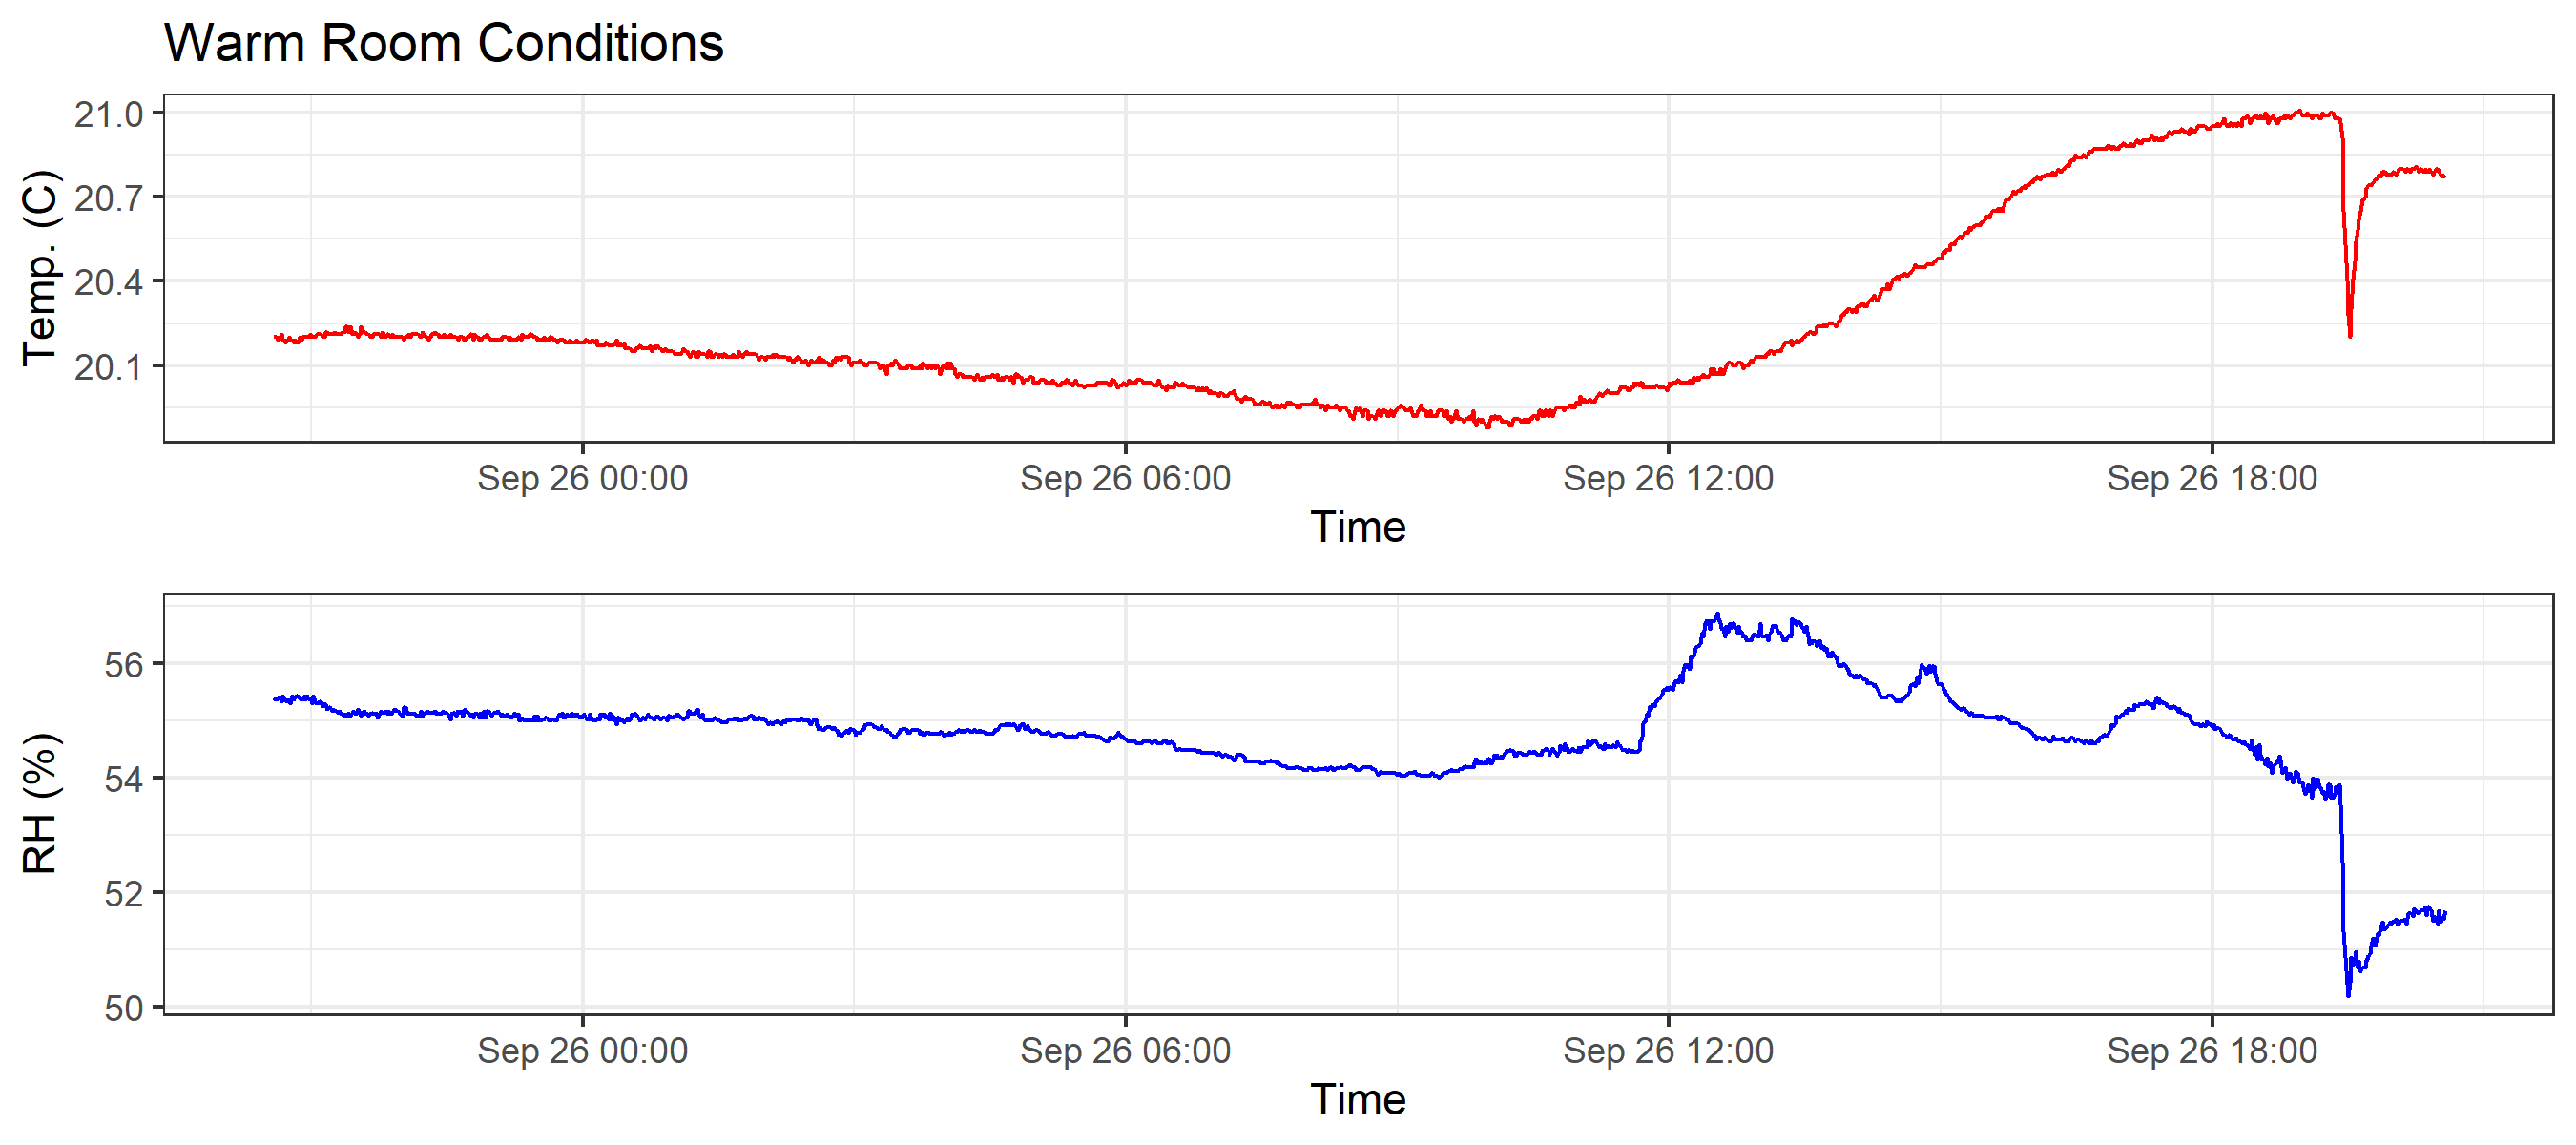 Warm Room Conditions
Temp. (C)
21.0
20.7
20.4
20.1
Sep 26 00:00 Sep 26 06:00 Sep 26 12:00 Sep 26 18:00
Time
RH (%)
56
54
52
50
Sep 26 00:00 Sep 26 06:00 Sep 26 12:00 Sep 26 18:00
Time